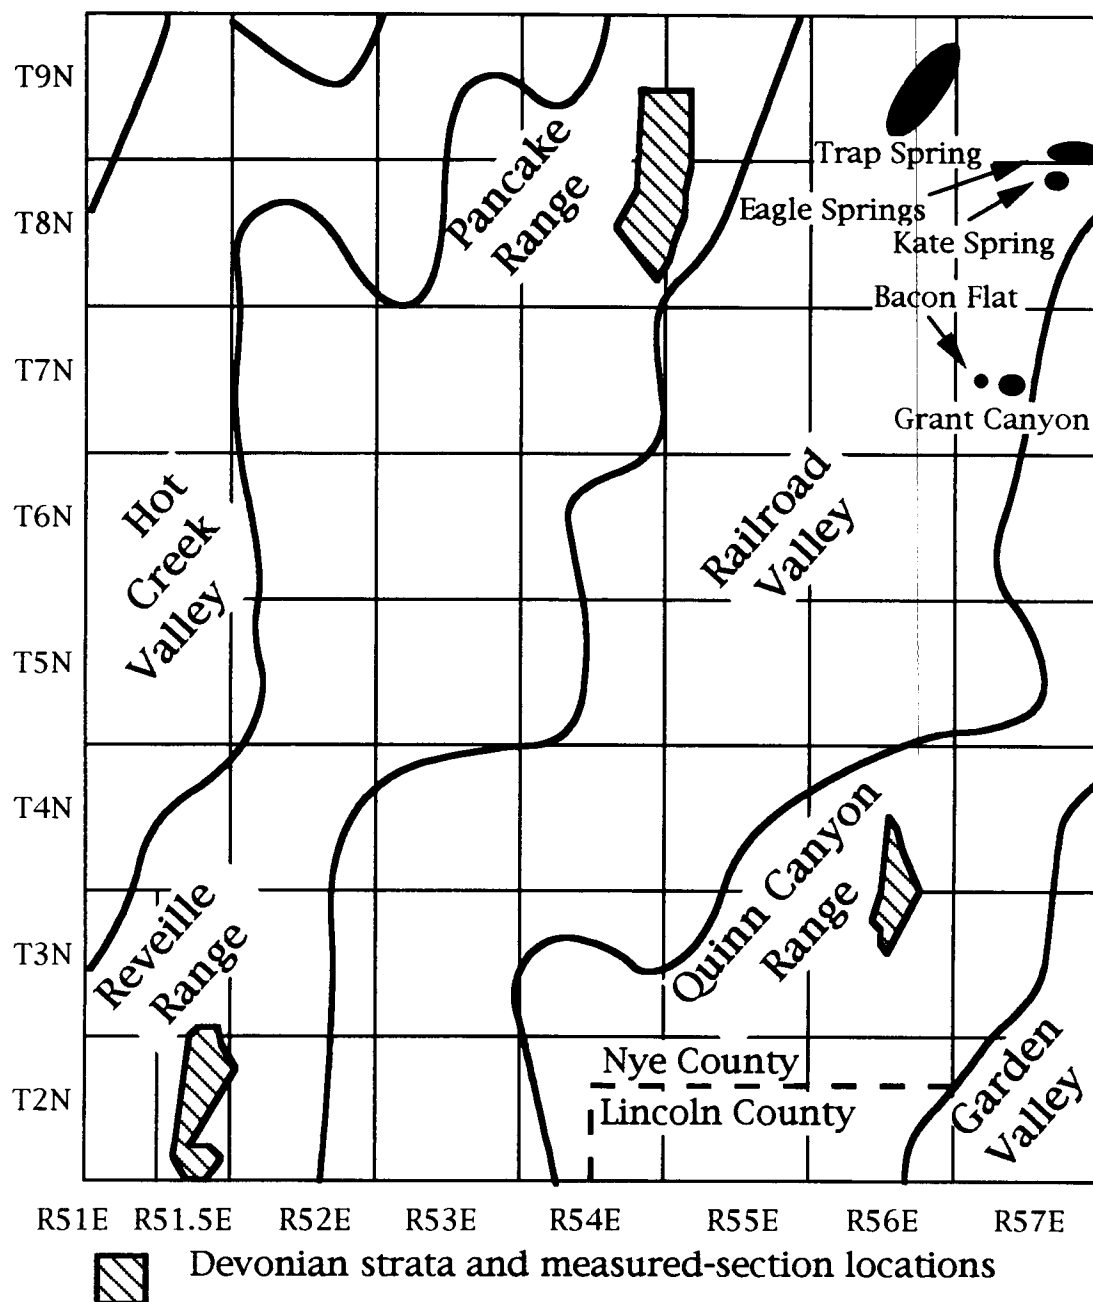 T9N
Trap Spring
Pancake
Range
T8N
Eagle Springs
Kate Spring
Bacon Flat
T7N
Grant Canyon
T6N
Hot
Creek
Valley
Railroad
Valley
T5N
T4N
Quinn Canyon
Range
Reveille
Range
T3N
Nye County
Lincoln County
Garden
Valley
T2N
R51E R51.5E R52E R53E R54E R55E R56E R57E
Devonian strata and measured-section locations